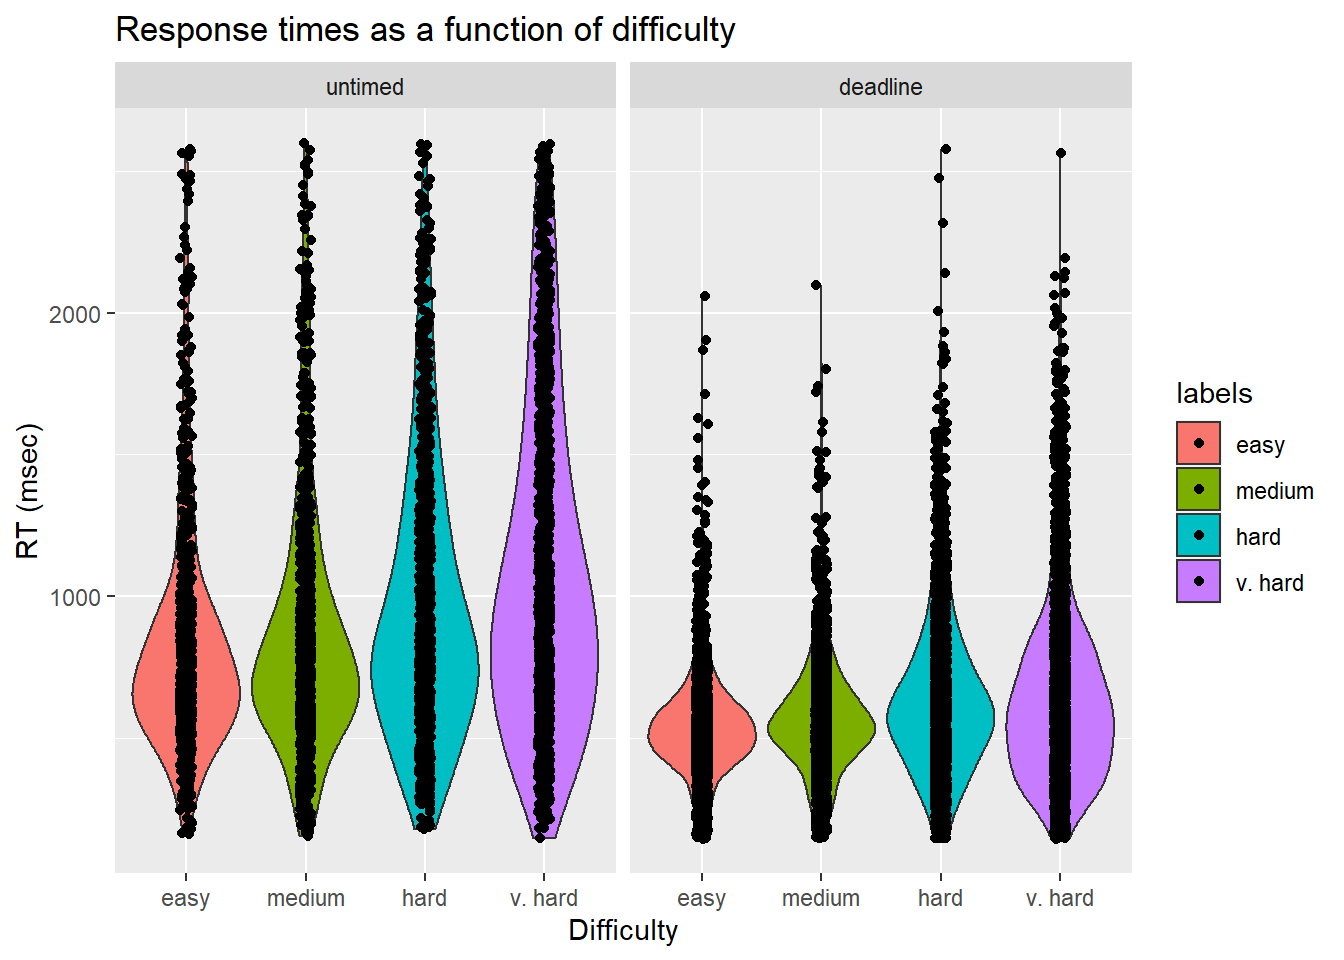 Response times as a function of difficulty
untimed
deadline
RT (msec)
2000
1000
easy
medium
hard
v. hard
easy
medium
hard
v. hard
Difficulty
labels
easy
medium
hard
v. hard